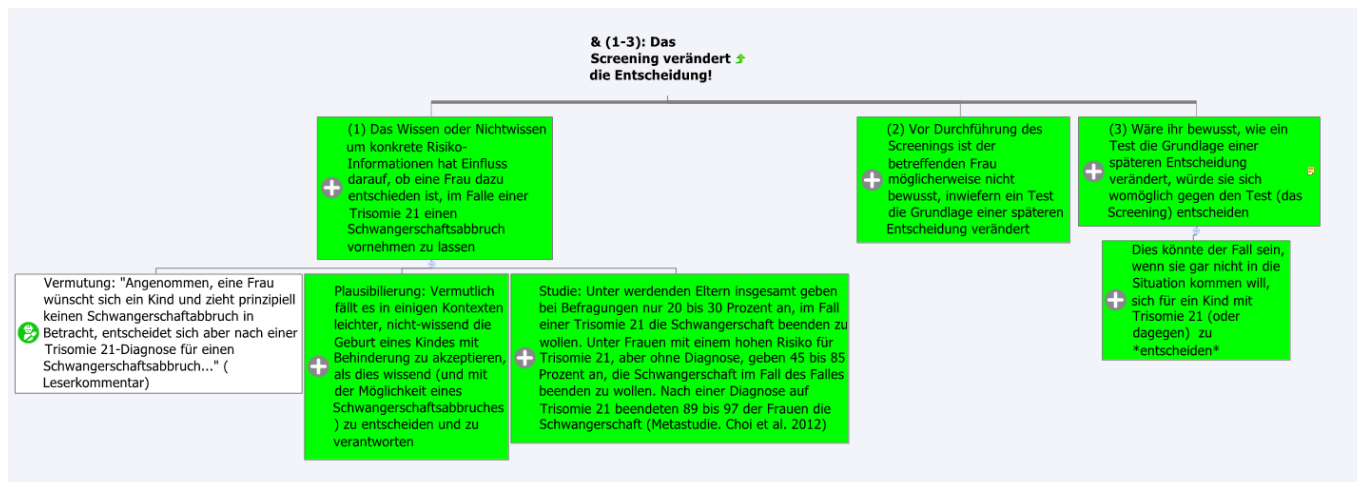 & (1-3): Das
Screening verändert
die Entscheidung!
(1) Das Wissen oder Nichtwissen
um konkrete Risiko-
Informationen hat Einfluss
darauf, ob eine Frau dazu
entschieden ist, im Falle einer
Trisomie 21 einen
Schwangerschaftsabbruch
vornehmen zu lassen
(2) Vor Durchführung des
Screenings ist der
betreffenden Frau
möglicherweise nicht
bewusst, inwiefern ein Test
die Grundlage einer späteren
Entscheidung verändert
(3) Wäre ihr bewusst, wie ein
Test die Grundlage einer
späteren Entscheidung
verändert, würde sie sich
womöglich gegen den Test (das
Screening) entscheiden
Vermutung: "Angenommen, eine Frau
wünscht sich ein Kind und zieht prinzipiell
keinen Schwangerschaftabbruch in
Betracht, entscheidet sich aber nach einer
Trisomie 21-Diagnose für einen
Schwangerschaftsabbruch..." (
Leserkommentar)
Plausibilierung: Vermutlich
fällt es in einigen Kontexten
leichter, nicht-wissend die
Geburt eines Kindes mit
Behinderung zu akzeptieren,
als dies wissend (und mit
der Möglichkeit eines
Schwangerschaftsabbruches
) zu entscheiden und zu
verantworten
Studie: Unter werdenden Eltern insgesamt geben
bei Befragungen nur 20 bis 30 Prozent an, im Fall
einer Trisomie 21 die Schwangerschaft beenden zu
wollen. Unter Frauen mit einem hohen Risiko für
Trisomie 21, aber ohne Diagnose, geben 45 bis 85
Prozent an, die Schwangerschaft im Fall des Falles
beenden zu wollen. Nach einer Diagnose auf
Trisomie 21 beendeten 89 bis 97 der Frauen die
Schwangerschaft (Metastudie. Choi et al. 2012)
Dies könnte der Fall sein,
wenn sie gar nicht in die
Situation kommen will,
sich für ein Kind mit
Trisomie 21 (oder
dagegen) zu
*entscheiden*